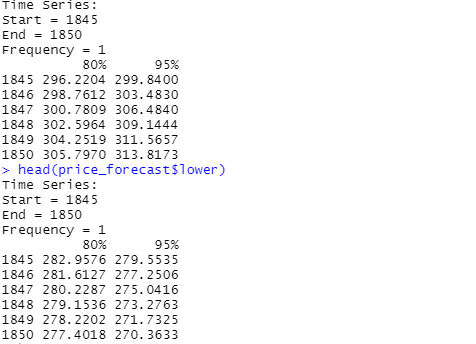 Time Series:
Start = 1845
End = 1850
Frequency = 1
80% 95%
1845 296.2204 299.8400
1846 298.7612 303.4830
1847 300.7809 306.4840
1848 302.5964 309.1444
1849 304.2519 311.5657
1850 305.7970 313.8173
> head(price_forecast$lower)
Time Series:
Start = 1845
End = 1850
Frequency = 1
80% 95%
1845 282.9576 279.5535
1846 281.6127 277.2506
1847 280.2287 275.0416
1848 279.1536 273.2763
1849 278.2202 271.7325
1850 277.4018 270.3633